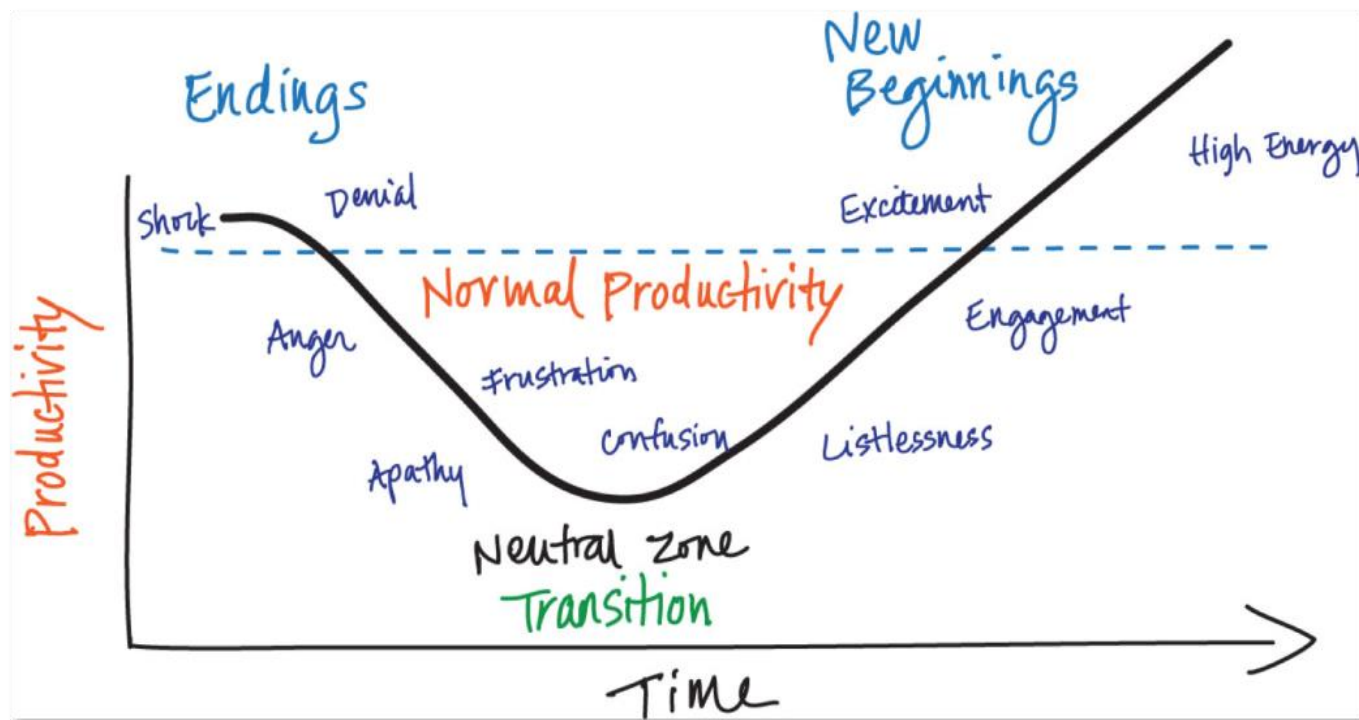 Endings
New
Beginnings
High Energy
Shock
Denial
Excitement
Normal Productivity
Productivity
Anger
Engagement
Frustration
Confusion
Listlessness
Apathy
Neutral Zone
Transition
Time